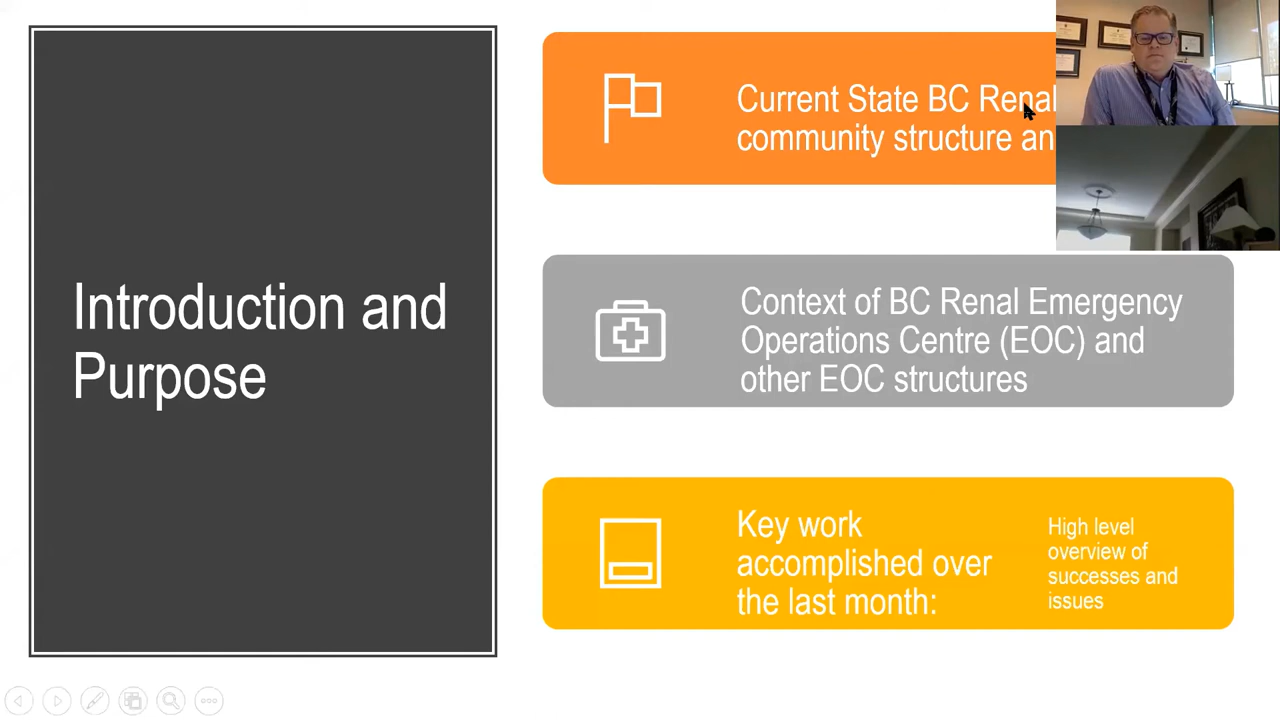 Introduction and
Purpose
Current State BC Renal
community structure an
Context of BC Renal Emergency
Operations Centre (EOC) and
other EOC structures
Key work
accomplished over
the last month:
High level
overview of
successes and
issues